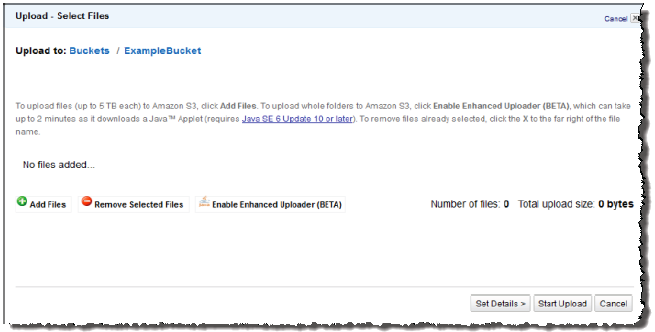 Upload - Select Files
Cancel
Upload to: Buckets / ExampleBucket
To upload files (up to 5 TB each) to Amazon S3, click Add Files. To upload whole folders to Amazon S3, click Enable Enhanced Uploader (BETA), which can take
up to 2 minutes as it downloads a Java™ Applet (requires Java SE 6 Update 10 or later). To remove files already selected, click the X to the far right of the file
name.
No files added...
Add Files Remove Selected Files Enable Enhanced Uploader (BETA) Number of files: 0 Total upload size: 0 bytes
Set Details > Start Upload Cancel